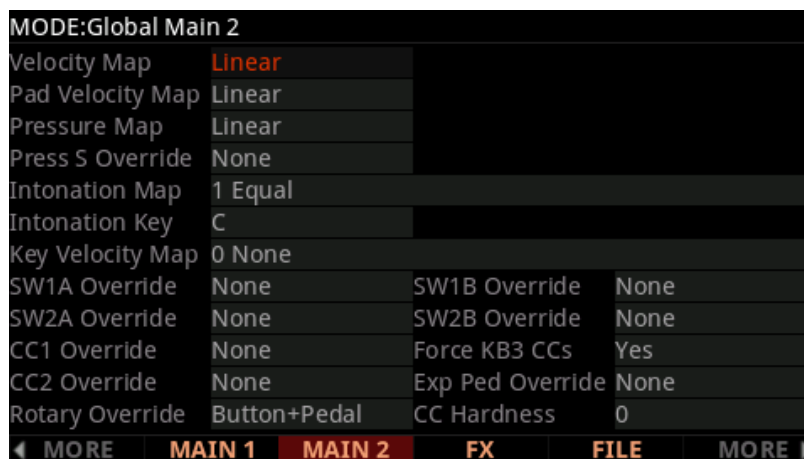 MODE:Global Main 2
Velocity Map Linear
Pad Velocity Map Linear
Pressure Map Linear
Press S Override None
Intonation Map 1 Equal
Intonation Key C
Key Velocity Map 0 None
SW1A Override None SW1B Override None
SW2A Override None SW2B Override None
CC1 Override None Force KB3 CCs Yes
CC2 Override None Exp Ped Override None
Rotary Override Button+Pedal CC Hardness 0
MORE MAIN 1 MAIN 2 FX FILE MORE